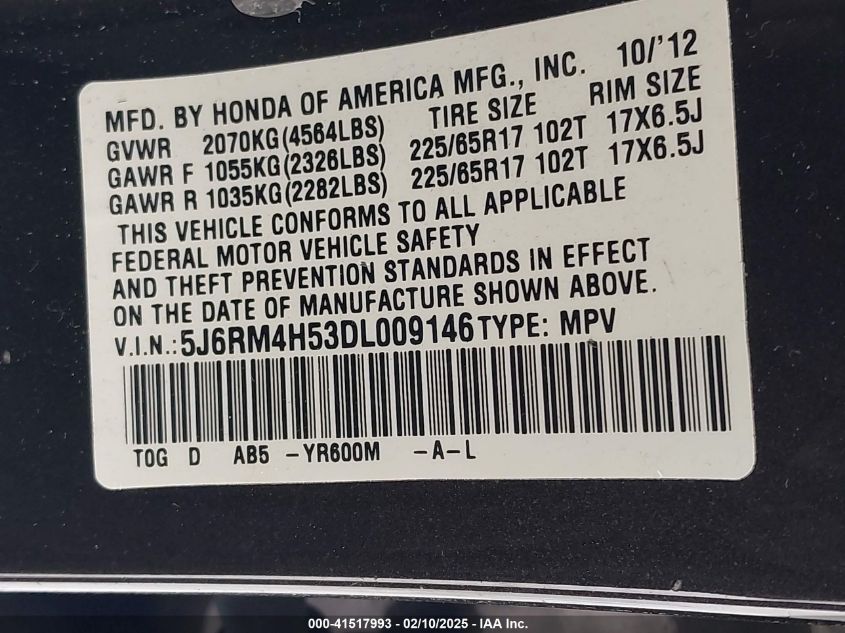 MFD. BY HONDA OF AMERICA MFG., INC. 10/'12
GVWR 2070KG(4564LBS) TIRE SIZE RIM SIZE
GAWR F 1055KG(2326LBS) 225/65R17 102T 17X6.5J
GAWR R 1035KG(2282LBS) 225/65R17 102T 17X6.5J
THIS VEHICLE CONFORMS TO ALL APPLICABLE
FEDERAL MOTOR VEHICLE SAFETY
AND THEFT PREVENTION STANDARDS IN EFFECT
ON THE DATE OF MANUFACTURE SHOWN ABOVE.
V.I.N.:5J6RM4H53DL009146 TYPE: MPV
TOG D AB5 -YR600M -A-L
000-41517993 - 02/10/2025 - IAA Inc.